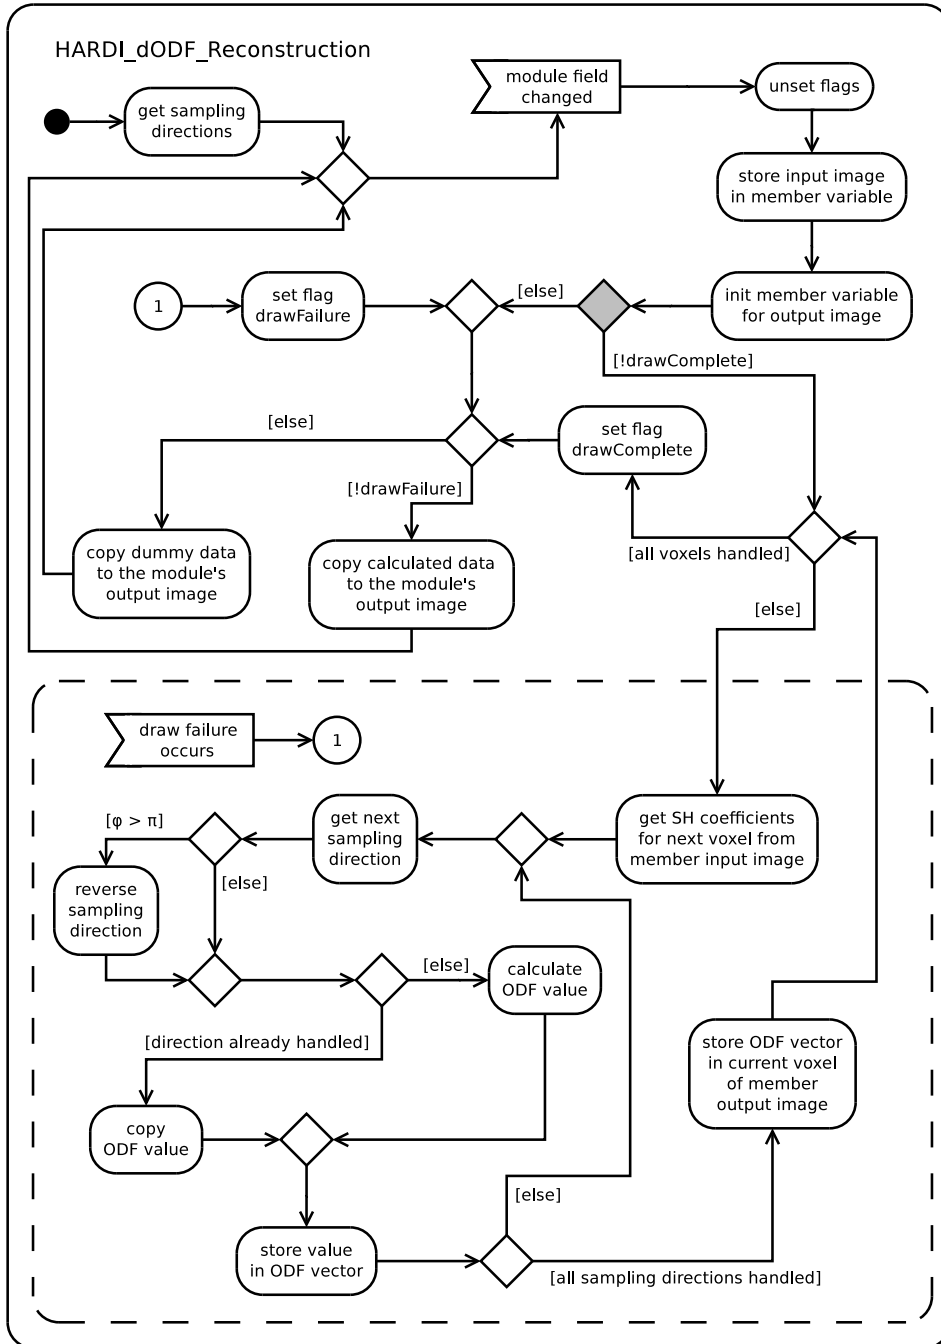 HARDI_dODF_Reconstruction
module field
changed
unset flags
get sampling
directions
store input image
in member variable
1
set flag
drawFailure
[else]
init member variable
for output image
[!drawComplete]
[else]
set flag
drawComplete
[!drawFailure]
[all voxels handled]
copy dummy data
to the module's
output image
copy calculated data
to the module's
output image
[else]
draw failure
occurs
1
[φ > π]
get next
sampling
direction
get SH coefficients
for next voxel from
member input image
reverse
sampling
direction
[else]
[else]
calculate
ODF value
[direction already handled]
store ODF vector
in current voxel
of member
output image
copy
ODF value
[else]
store value
in ODF vector
[all sampling directions handled]